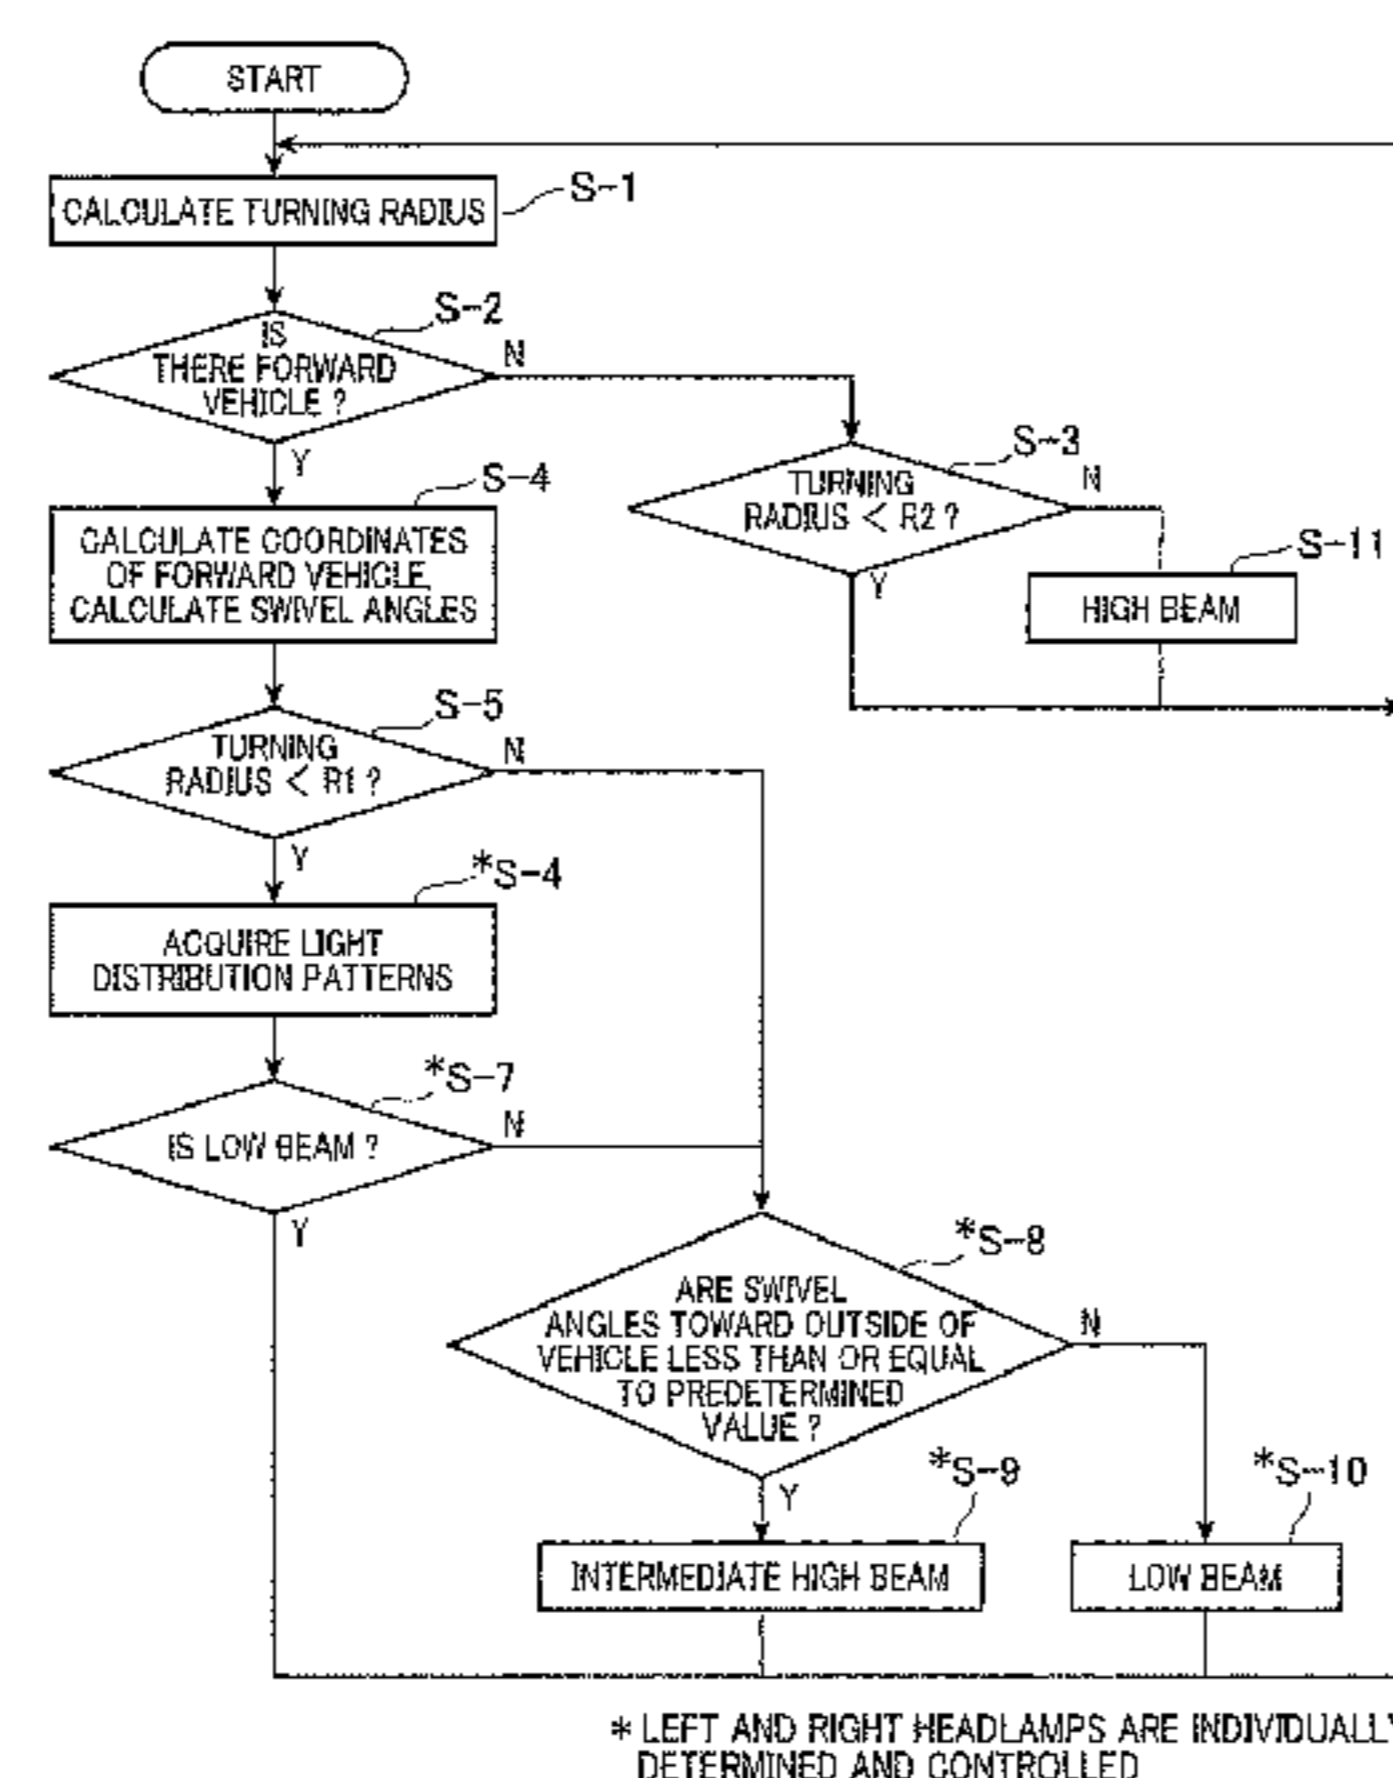 START
CALCULATE TURNING RADIUS
S-1
S-2
IS
THERE FORWARD
VEHICLE ?
N
Y
S-3
TURNING
RADIUS < R2 ?
N
Y
S-4
CALCULATE COORDINATES
OF FORWARD VEHICLE,
CALCULATE SWIVEL ANGLES
S-11
HIGH BEAM
S-5
TURNING
RADIUS < R1 ?
N
Y
*S-4
ACQUIRE LIGHT
DISTRIBUTION PATTERNS
*S-7
IS LOW BEAM ?
N
Y
*S-8
ARE SWIVEL
ANGLES TOWARD OUTSIDE OF
VEHICLE LESS THAN OR EQUAL
TO PREDETERMINED
VALUE ?
N
Y
*S-9
INTERMEDIATE HIGH BEAM
*S-10
LOW BEAM
* LEFT AND RIGHT HEADLAMPS ARE INDIVIDUALLY
DETERMINED AND CONTROLLED